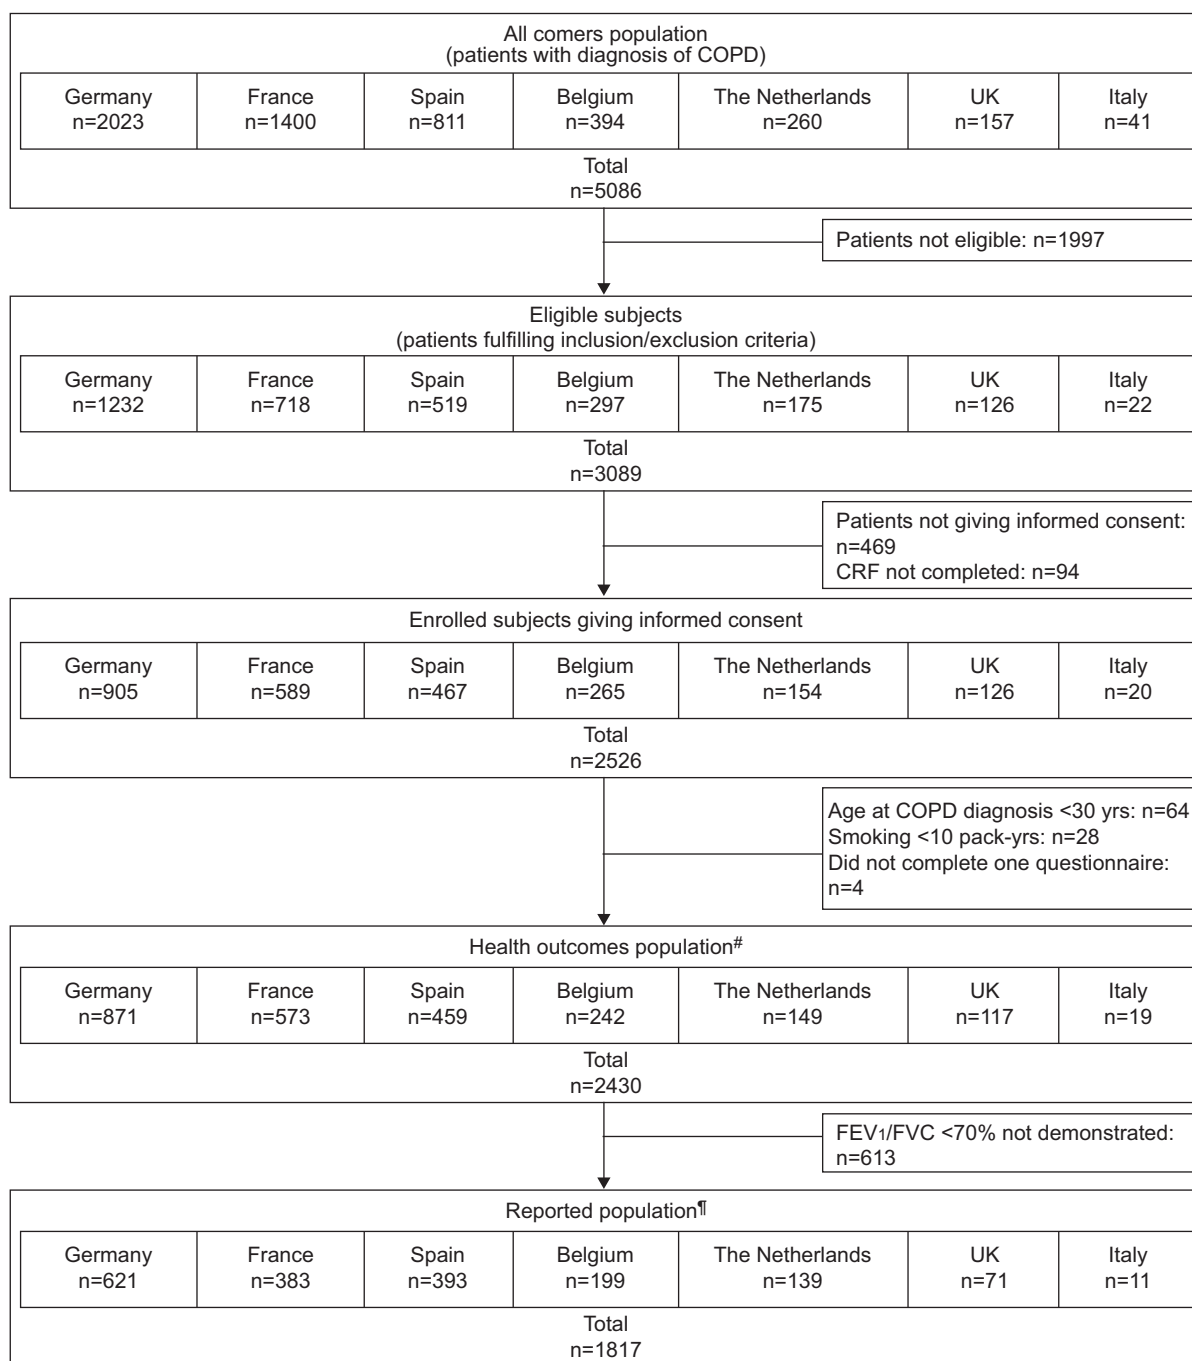 All comers population
(patients with diagnosis of COPD)
Germany France Spain Belgium The Netherlands UK Italy
n=2023 n=1400 n=811 n=394 n=260 n=157 n=41
Total
n=5086
Patients not eligible: n=1997
Eligible subjects
(patients fulfilling inclusion/exclusion criteria)
Germany France Spain Belgium The Netherlands UK Italy
n=1232 n=718 n=519 n=297 n=175 n=126 n=22
Total
n=3089
Patients not giving informed consent:
n=469
CRF not completed: n=94
Enrolled subjects giving informed consent
Germany France Spain Belgium The Netherlands UK Italy
n=905 n=589 n=467 n=265 n=154 n=126 n=20
Total
n=2526
Age at COPD diagnosis <30 yrs: n=64
Smoking <10 pack-yrs: n=28
Did not complete one questionnaire:
n=4
Health outcomes population#
Germany France Spain Belgium The Netherlands UK Italy
n=871 n=573 n=459 n=242 n=149 n=117 n=19
Total
n=2430
FEV1/FVC <70% not demonstrated:
n=613
Reported population¶
Germany France Spain Belgium The Netherlands UK Italy
n=621 n=383 n=393 n=199 n=139 n=71 n=11
Total
n=1817